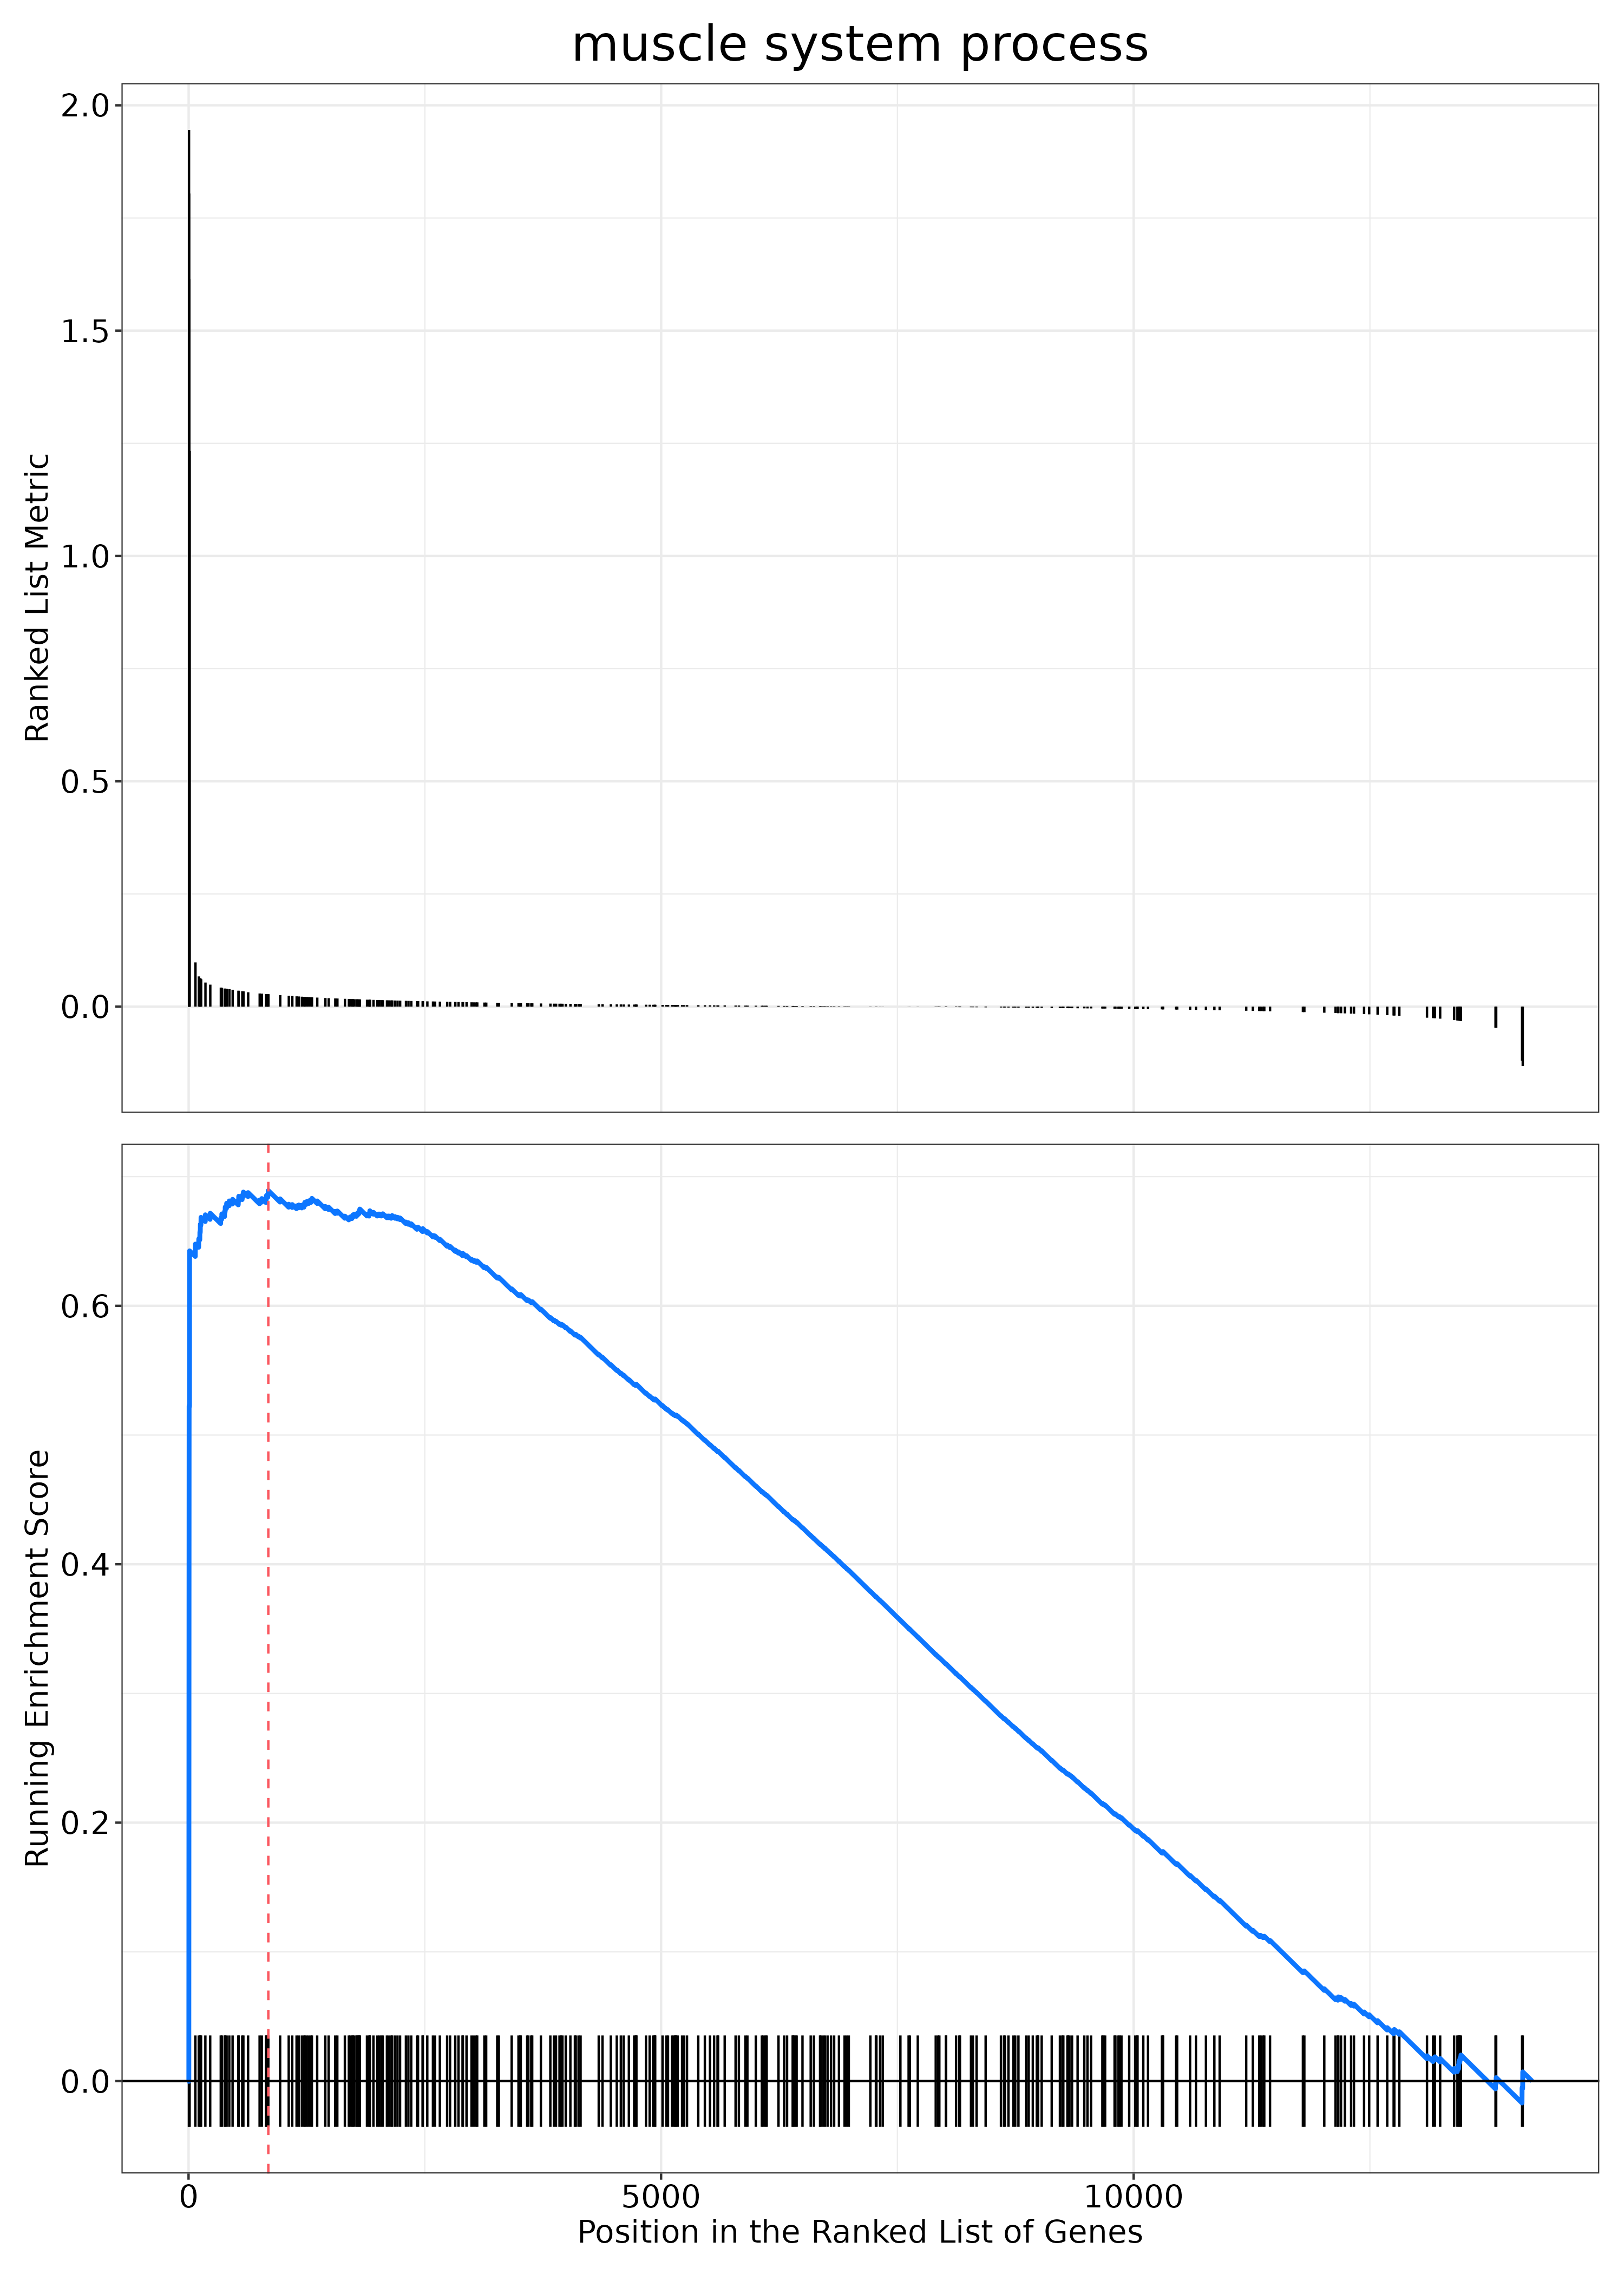 muscle system process
2.0
1.5
1.0
0.5
0.0
Ranked List Metric
0.6
0.4
0.2
0.0
Running Enrichment Score
0 5000 10000
Position in the Ranked List of Genes